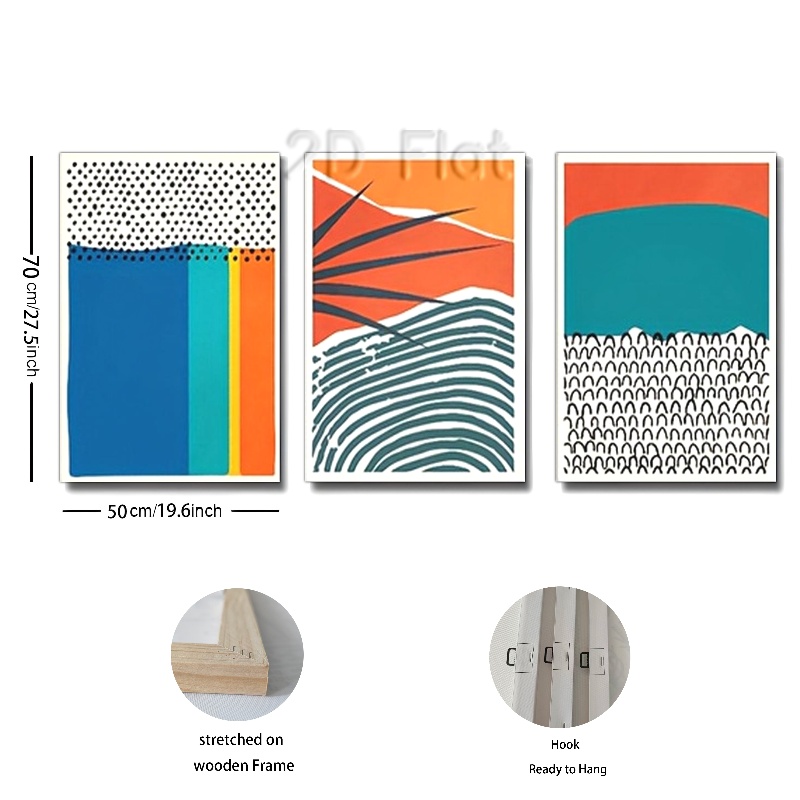 2D Flat
70 cm/27.5inch
50cm/19.6inch
stretched on
wooden Frame
Hook
Ready to Hang